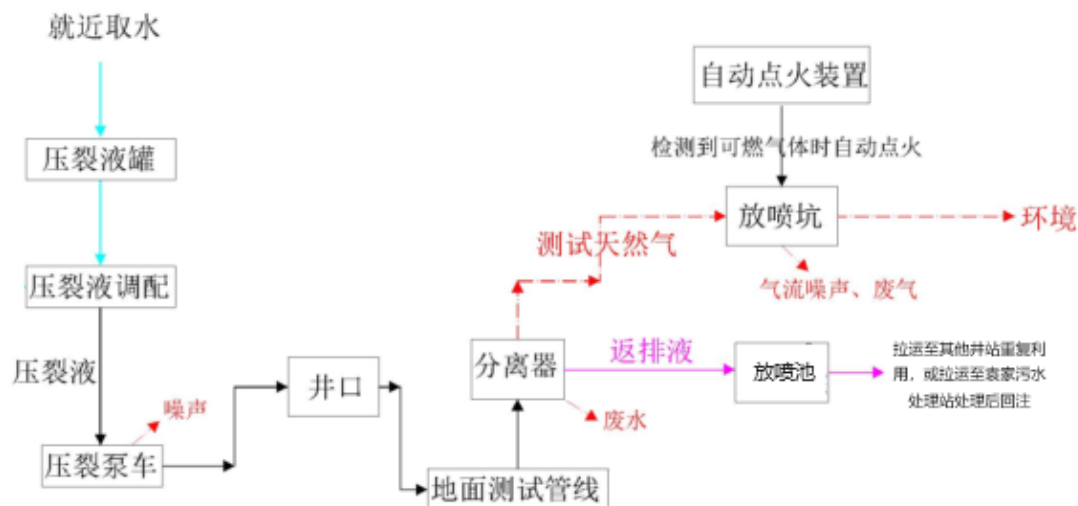 就近取水
自动点火装置
检测到可燃气体时自动点火
压裂液罐
放喷坑
环境
测试天然气
压裂液调配
气流噪声、废气
压裂液
返排液
分离器
放喷池
拉运至其他井站重复利
用，或拉运至袁家污水
处理站处理后回注
井口
噪声
废水
压裂泵车
地面测试管线